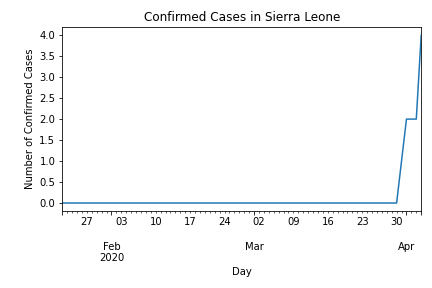 Confirmed Cases in Sierra Leone
Number of Confirmed Cases
4.0
3.5
3.0
2.5
2.0
1.5
1.0
0.5
0.0
27 03 10 17 24 02 09 16 23 30
Feb Mar Apr
2020
Day